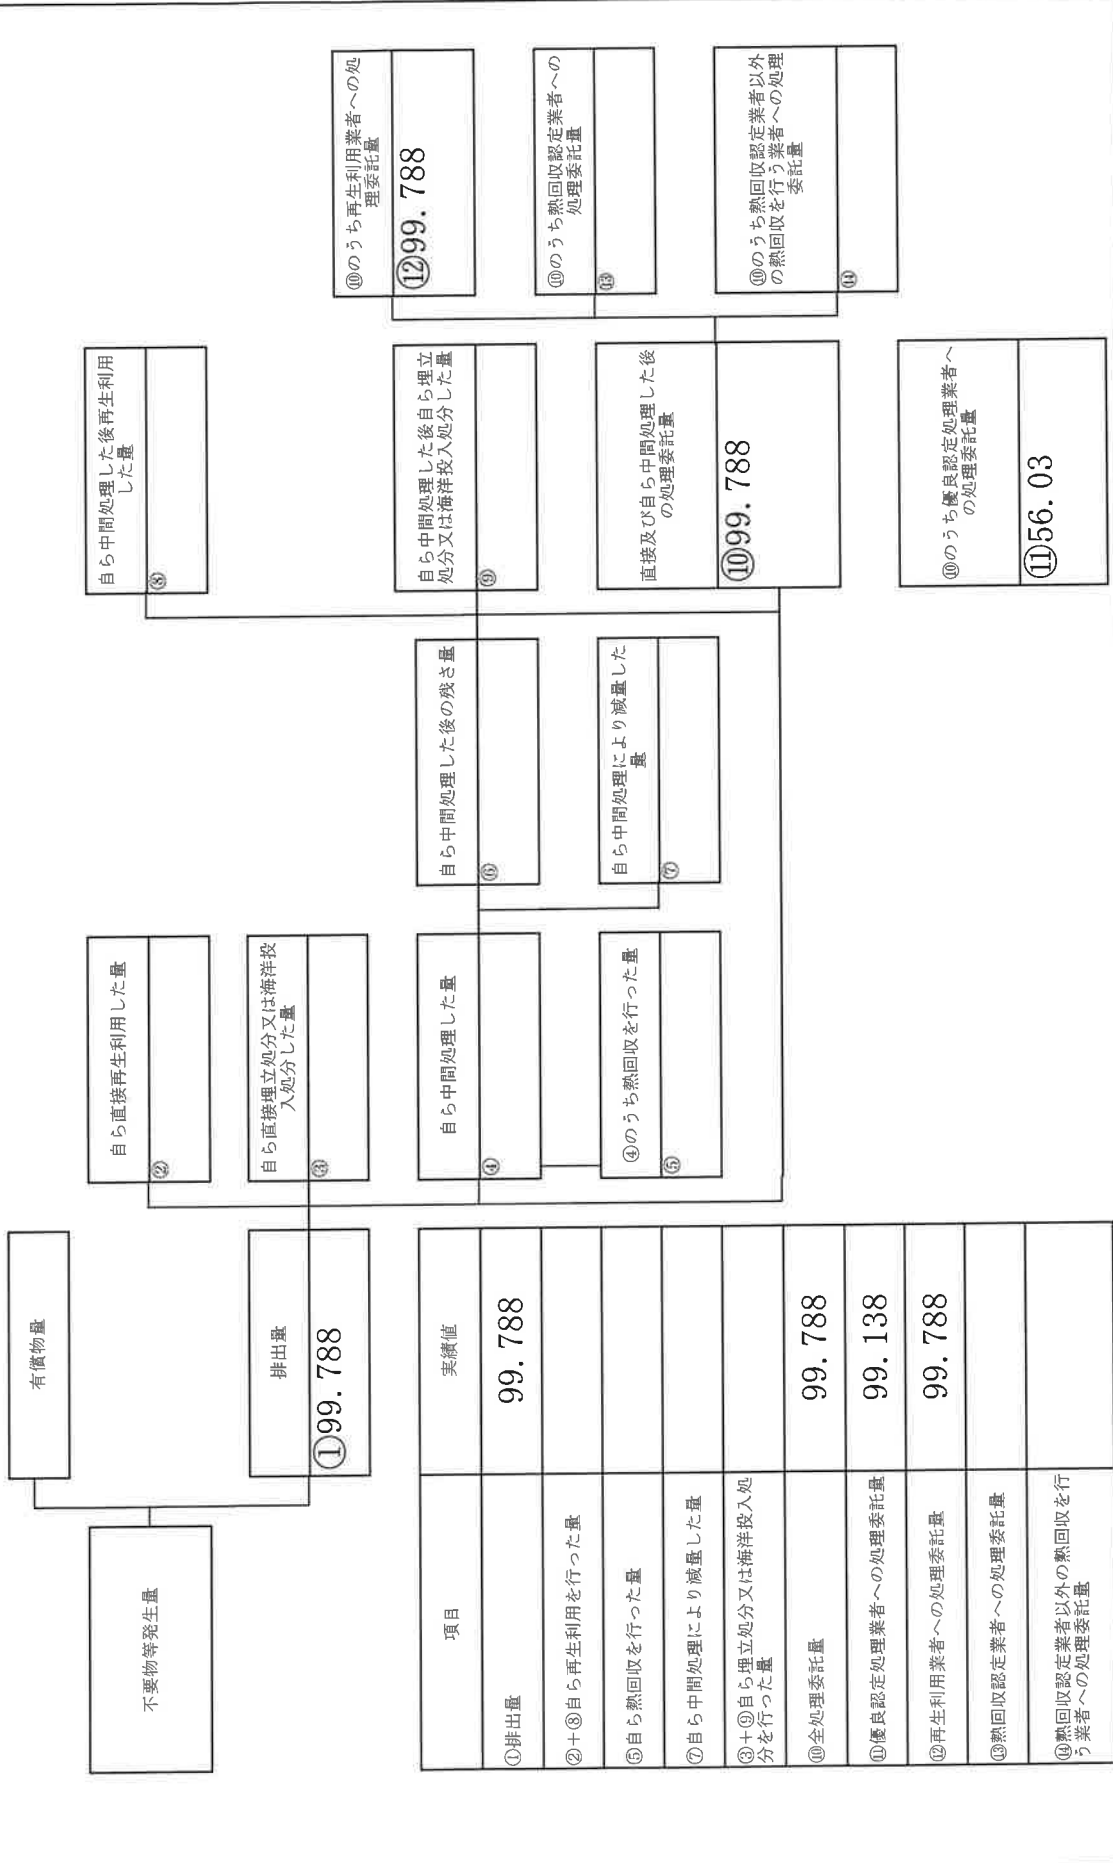 不要物等発生量
有償物量
排出量
①99.788
自ら直接再生利用した量
②
自ら直接埋立処分又は海洋投
入処分した量
③
自ら中間処理した量
④
④のうち熱回収を行った量
⑤
自ら中間処理した後の残さ量
⑥
自ら中間処理により減量した
量
⑦
自ら中間処理した後再生利用
した量
⑧
自ら中間処理した後自ら埋立
処分又は海洋投入処分した量
⑨
直接及び自ら中間処理した後
の処理委託量
⑩99.788
⑩のうち優良認定処理業者へ
の処理委託量
⑪56.03
⑩のうち再生利用業者への処
理委託量
⑫99.788
⑩のうち熱回収認定業者への
処理委託量
⑬
⑩のうち熱回収認定業者以外
の熱回収を行う業者への処理
委託量
⑭
項目 実績値
①排出量 99.788
②+⑧自ら再生利用を行った量
⑤自ら熱回収を行った量
⑦自ら中間処理により減量した量
③+⑨自ら埋立処分又は海洋投入処
分を行った量
⑩全処理委託量 99.788
⑪優良認定処理業者への処理委託量 99.138
⑫再生利用業者への処理委託量 99.788
⑬熱回収認定業者への処理委託量
⑭熱回収認定業者以外の熱回収を行
う業者への処理委託量